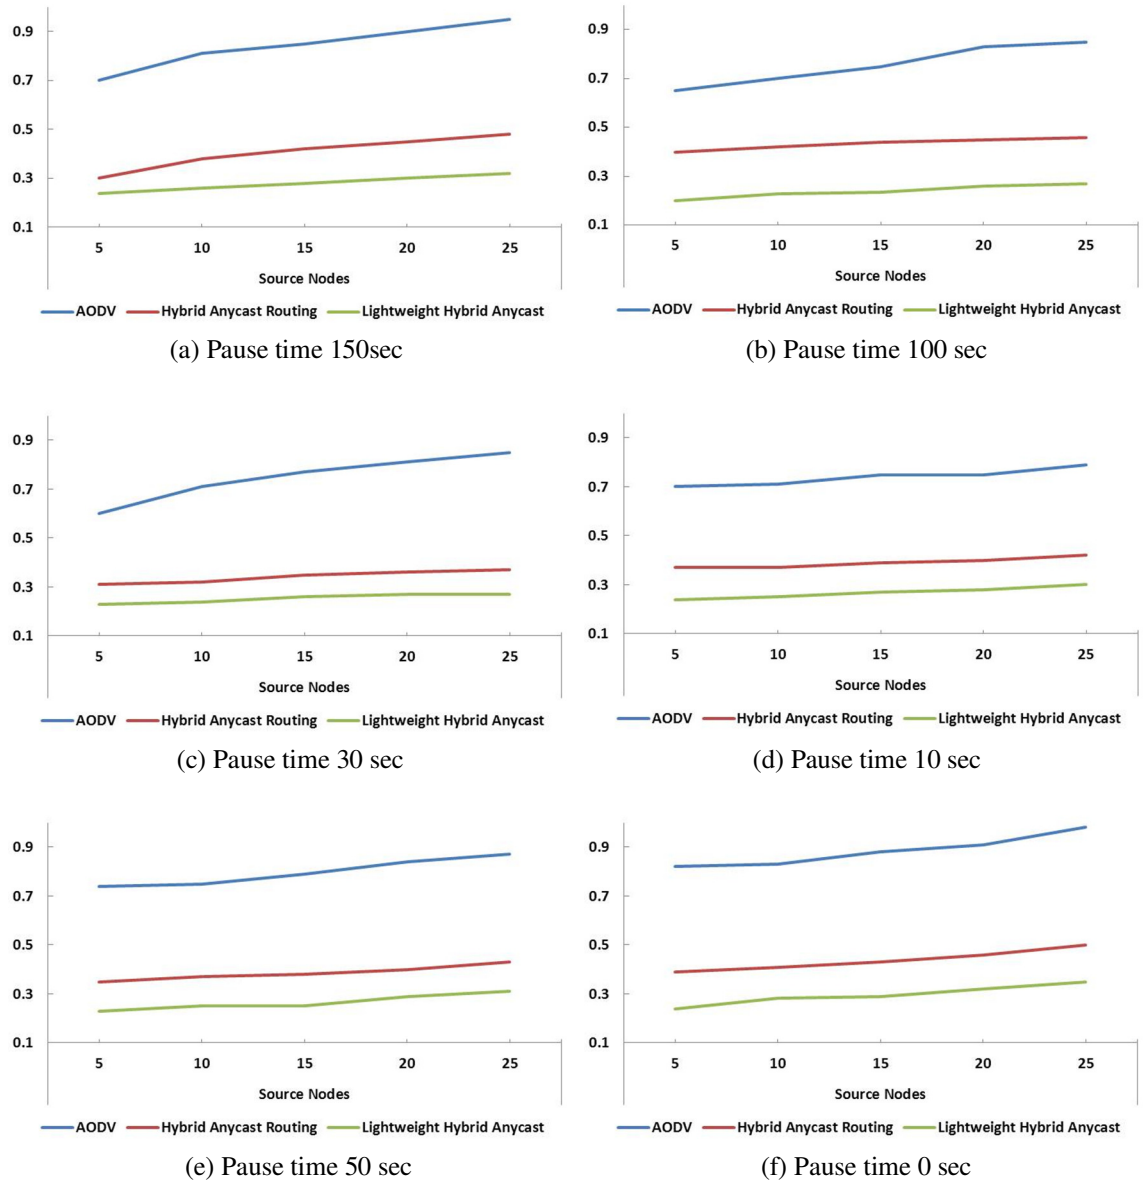 0.9
0.7
0.5
0.3
0.1
5 10 15 20 25
Source Nodes
AODV Hybrid Anycast Routing Lightweight Hybrid Anycast
(a) Pause time 150sec
0.9
0.7
0.5
0.3
0.1
5 10 15 20 25
Source Nodes
AODV Hybrid Anycast Routing Lightweight Hybrid Anycast
(b) Pause time 100 sec
0.9
0.7
0.5
0.3
0.1
5 10 15 20 25
Source Nodes
AODV Hybrid Anycast Routing Lightweight Hybrid Anycast
(c) Pause time 30 sec
0.9
0.7
0.5
0.3
0.1
5 10 15 20 25
Source Nodes
AODV Hybrid Anycast Routing Lightweight Hybrid Anycast
(d) Pause time 10 sec
0.9
0.7
0.5
0.3
0.1
5 10 15 20 25
Source Nodes
AODV Hybrid Anycast Routing Lightweight Hybrid Anycast
(e) Pause time 50 sec
0.9
0.7
0.5
0.3
0.1
5 10 15 20 25
Source Nodes
AODV Hybrid Anycast Routing Lightweight Hybrid Anycast
(f) Pause time 0 sec